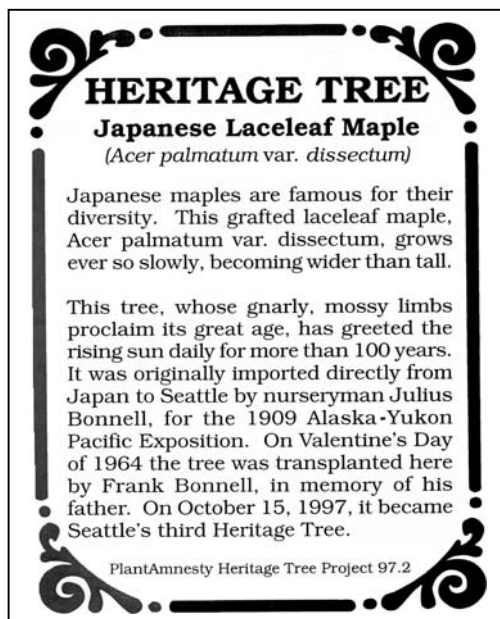 HERITAGE TREE
Japanese Laceleaf Maple
(Acer palmatum var. dissectum)
Japanese maples are famous for their
diversity. This grafted laceleaf maple,
Acer palmatum var. dissectum, grows
ever so slowly, becoming wider than tall.
This tree, whose gnarly, mossy limbs
proclaim its great age, has greeted the
rising sun daily for more than 100 years.
It was originally imported directly from
Japan to Seattle by nurseryman Julius
Bonnell, for the 1909 Alaska-Yukon
Pacific Exposition. On Valentine's Day
of 1964 the tree was transplanted here
by Frank Bonnell, in memory of his
father. On October 15, 1997, it became
Seattle's third Heritage Tree.
PlantAmnesty Heritage Tree Project 97.2